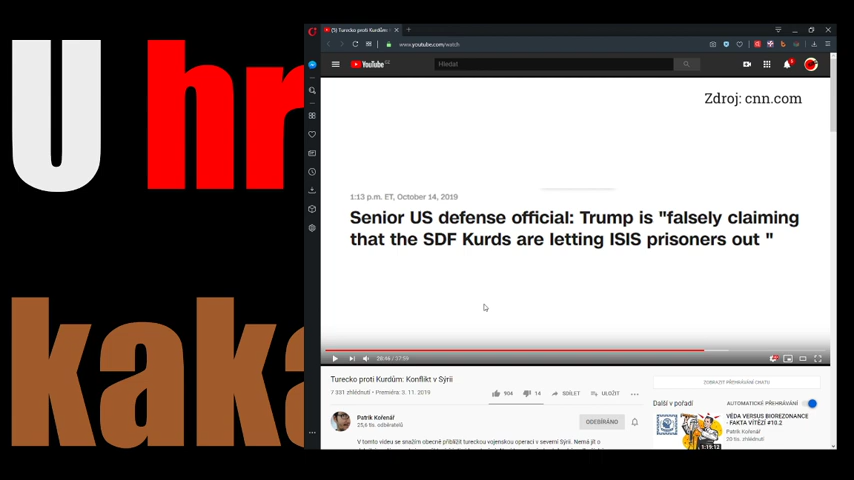 U hr
kaka
(5) Turecko proti Kurdům:
www.youtube.com/watch
YouTube CZ
Hledat
Zdroj: cnn.com
1:13 p.m. ET, October 14, 2019
Senior US defense official: Trump is "falsely claiming
that the SDF Kurds are letting ISIS prisoners out "
28:46 / 37:59
Turecko proti Kurdům: Konflikt v Sýrii
7 331 zhlédnutí • Premiéra: 3. 11. 2019
904
14
SDÍLET
ULOŽIT
Patrik Kořenář
25,6 tis. odběratelů
ODEBÍRÁNO
V tomto videu se snažím obecně přiblížit tureckou vojenskou operaci v severní Sýrii. Nemá jít o
ZOBRAZIT PŘEHRÁVÁNÍ CHATU
Další v pořadí
AUTOMATICKÉ PŘEHRÁVÁNÍ
VĚDA VERSUS BIOREZONANCE
- FAKTA VÍTĚZÍ #10.2
Patrik Kořenář
20 tis. zhlédnutí
1:19:12